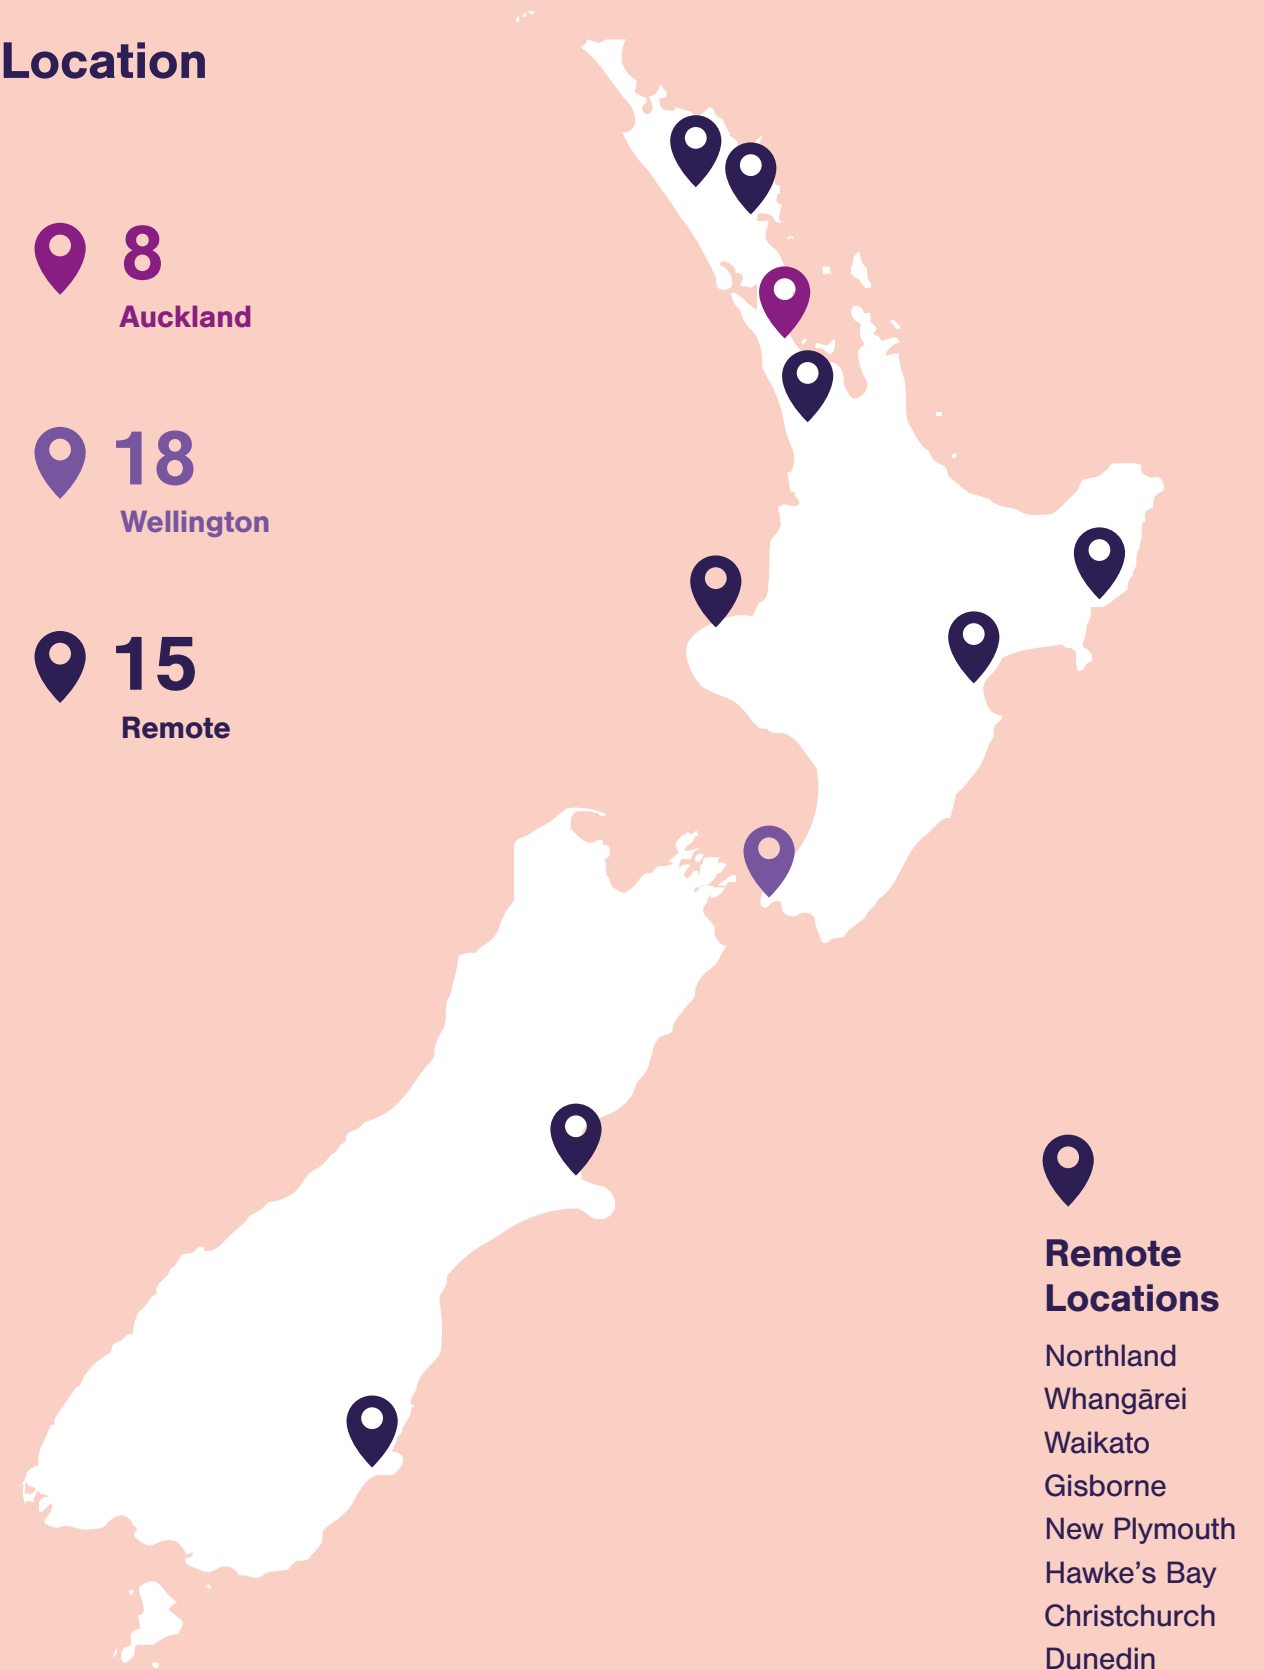 Location
8
Auckland
18
Wellington
15
Remote
Remote
Locations
Northland
Whangārei
Waikato
Gisborne
New Plymouth
Hawke’s Bay
Christchurch
Dunedin